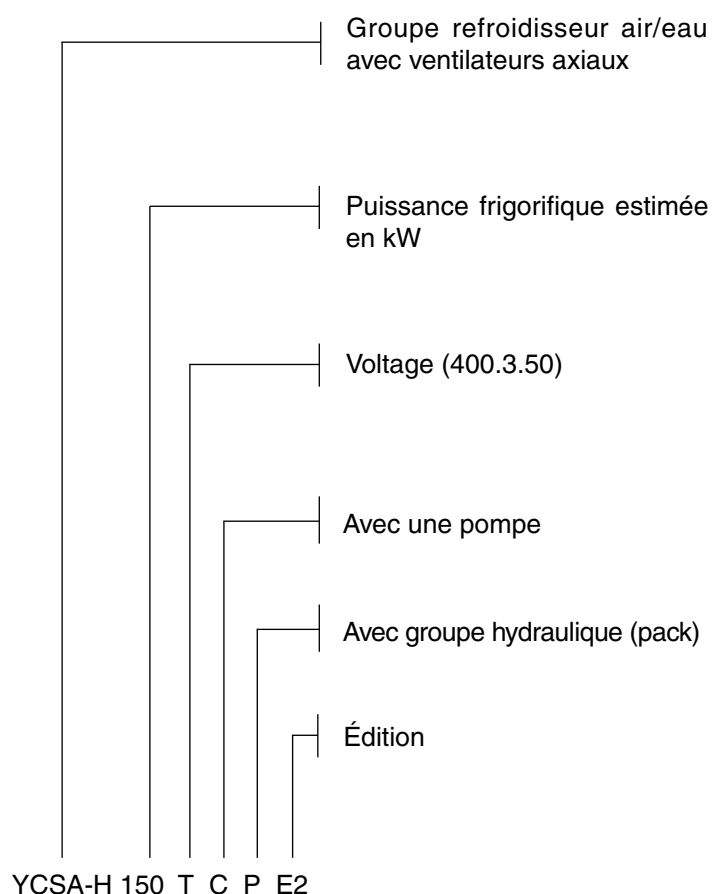 Groupe refroidisseur air/eau
avec ventilateurs axiaux
Puissance frigorifique estimée
en kW
Voltage (400.3.50)
Avec une pompe
Avec groupe hydraulique (pack)
Édition
YCSA-H 150 T C P E2